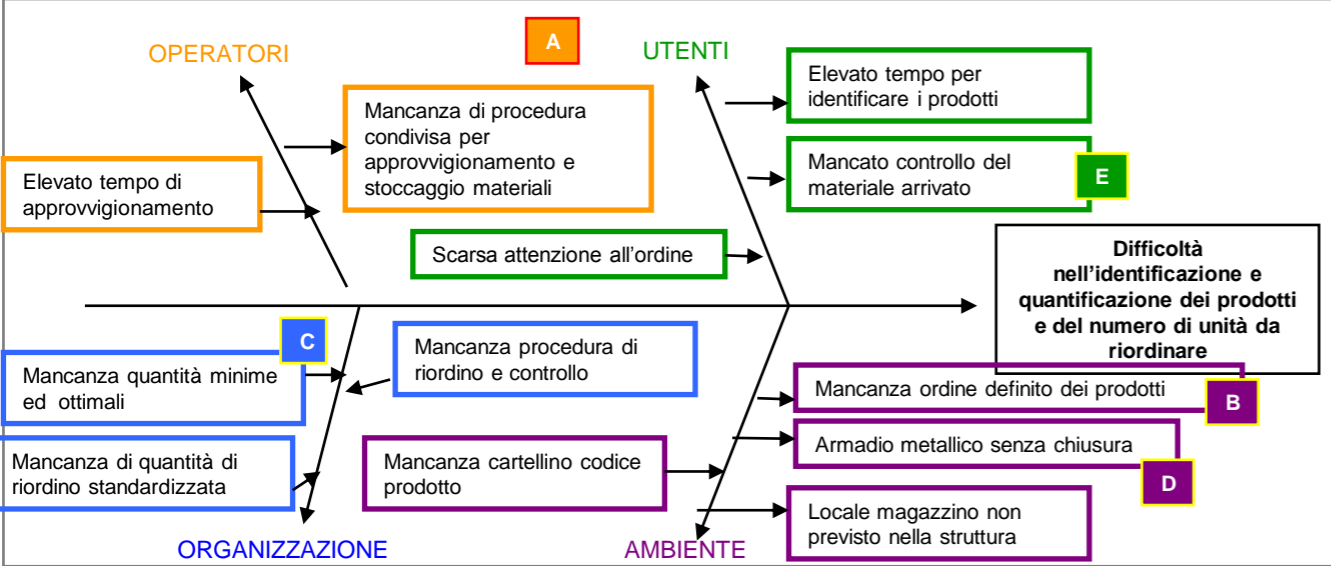 OPERATORI
A
UTENTI
Mancanza di procedura
condivisa per
approvvigionamento e
stoccaggio materiali
Elevato tempo per
identificare i prodotti
Elevato tempo di
approvvigionamento
Mancato controllo del
materiale arrivato
E
Scarsa attenzione all'ordine
Difficoltà
nell'identificazione e
quantificazione dei prodotti
e del numero di unità da
riordinare
C
Mancanza quantità minime
ed ottimali
Mancanza procedura di
riordino e controllo
Mancanza ordine definito dei prodotti
B
Mancanza di quantità di
riordino standardizzata
Mancanza cartellino codice
prodotto
Armadio metallico senza chiusura
D
Locale magazzino non
previsto nella struttura
ORGANIZZAZIONE
AMBIENTE